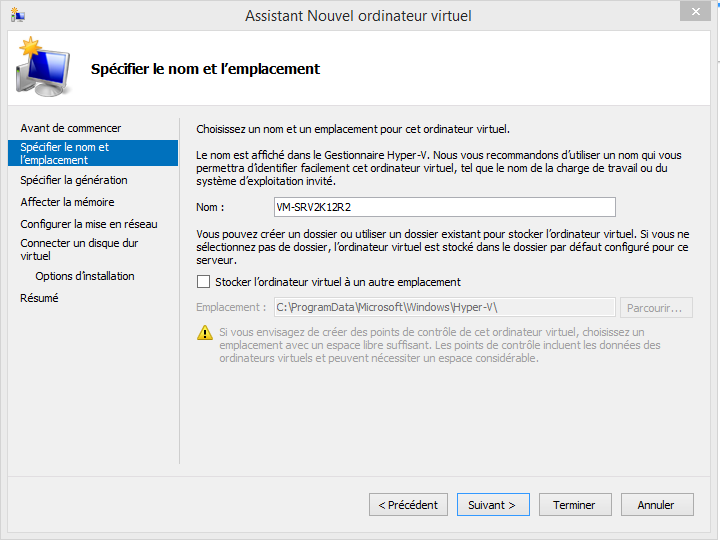 Assistant Nouvel ordinateur virtuel
Spécifier le nom et l'emplacement
Avant de commencer
Spécifier le nom et
l'emplacement
Spécifier la génération
Affecter la mémoire
Configurer la mise en réseau
Connecter un disque dur
virtuel
Options d'installation
Résumé
Choisissez un nom et un emplacement pour cet ordinateur virtuel.
Le nom est affiché dans le Gestionnaire Hyper-V. Nous vous recommandons d'utiliser un nom qui vous
permettra d'identifier facilement cet ordinateur virtuel, tel que le nom de la charge de travail ou du
système d'exploitation invité.
Nom : VM-SRV2K12R2
Vous pouvez créer un dossier ou utiliser un dossier existant pour stocker l'ordinateur virtuel. Si vous ne
sélectionnez pas de dossier, l'ordinateur virtuel est stocké dans le dossier par défaut configuré pour ce
serveur.
Stocker l'ordinateur virtuel à un autre emplacement
Emplacement : C:\ProgramData\Microsoft\Windows\Hyper-V\ Parcourir...
Si vous envisagez de créer des points de contrôle de cet ordinateur virtuel, choisissez un
emplacement avec un espace libre suffisant. Les points de contrôle incluent les données des
ordinateurs virtuels et peuvent nécessiter un espace considérable.
< Précédent Suivant > Terminer Annuler